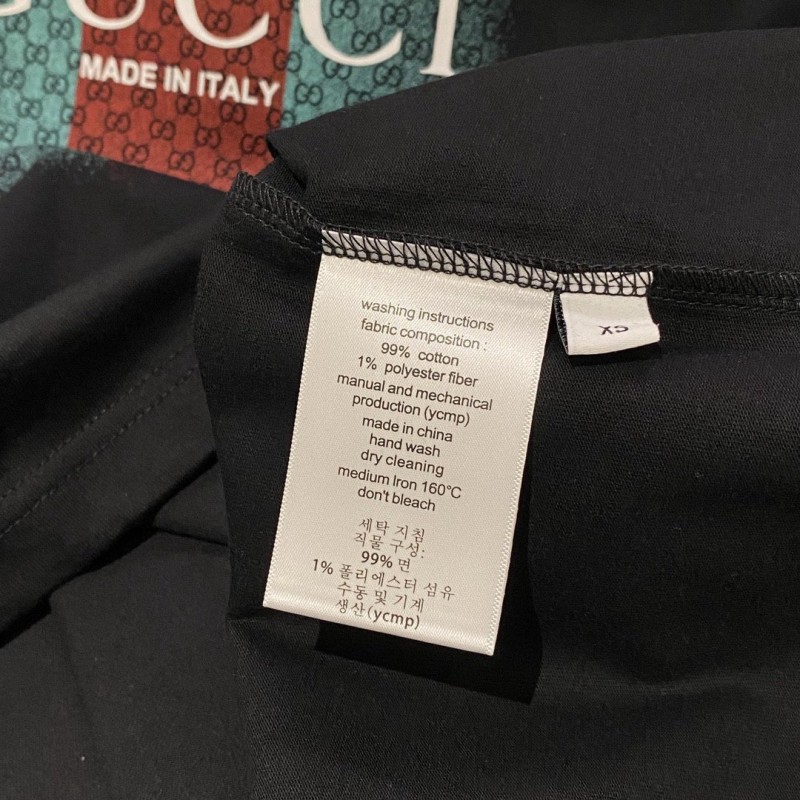 GUCCI
MADE IN ITALY
XS
washing instructions
fabric composition :
99% cotton
1% polyester fiber
manual and mechanical
production (ycmp)
made in china
hand wash
dry cleaning
medium Iron 160°C
don't bleach
세탁 지침
직물 구성:
99% 면
1% 폴리에스터 섬유
수동 및 기계
생산(ycmp)